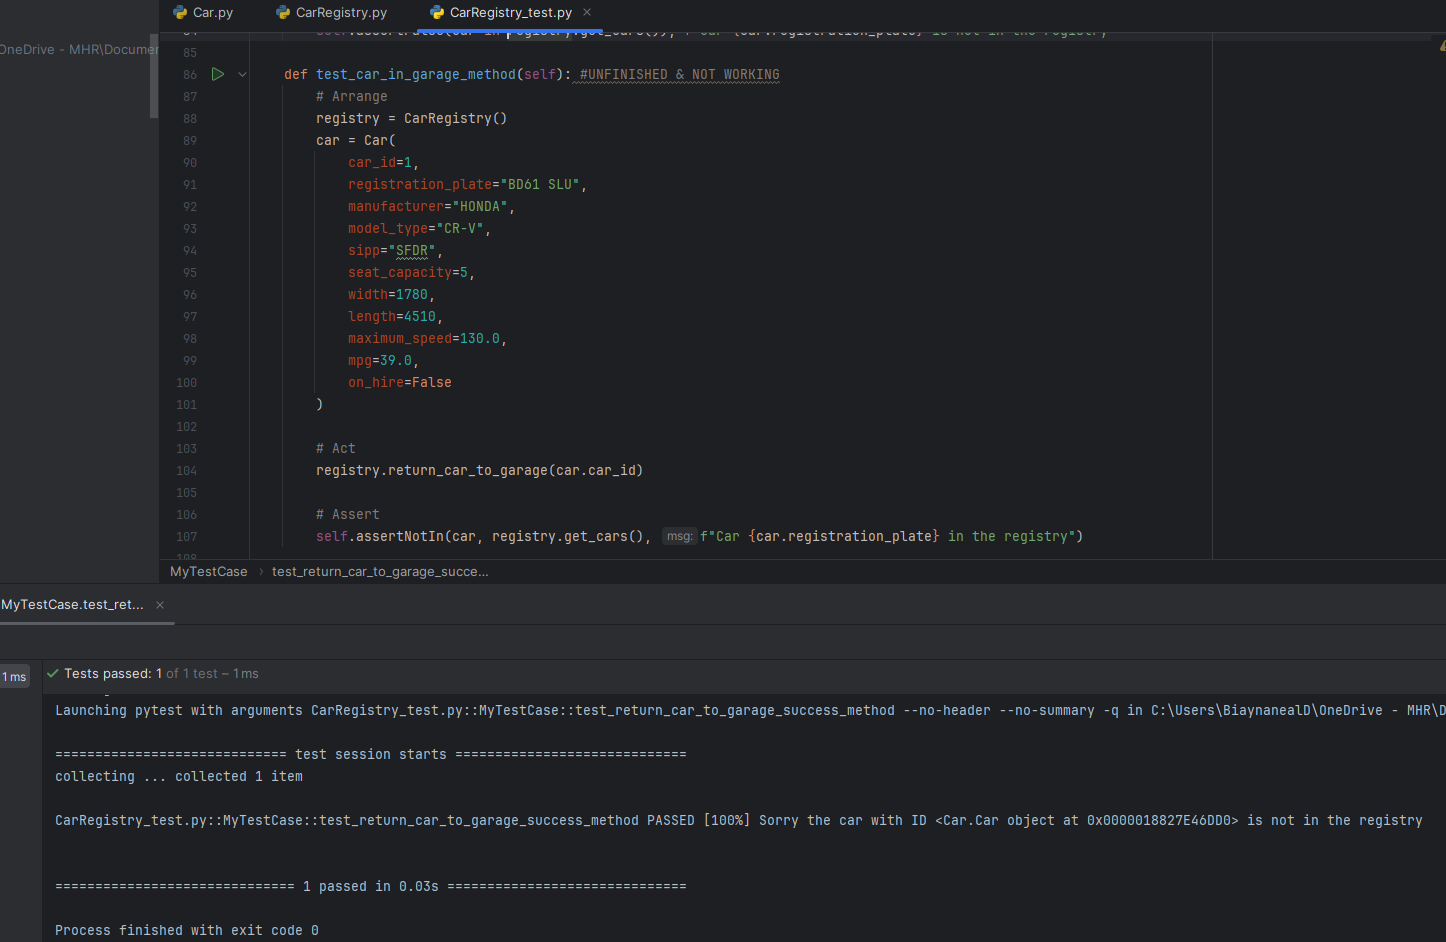 Car.py CarRegistry.py CarRegistry_test.py
OneDrive - MHR\Documen
85
86 def test_car_in_garage_method(self): #UNFINISHED & NOT WORKING
87 # Arrange
88 registry = CarRegistry()
89 car = Car(
90 car_id=1,
91 registration_plate="BD61 SLU",
92 manufacturer="HONDA",
93 model_type="CR-V",
94 sipp="SFDR",
95 seat_capacity=5,
96 width=1780,
97 length=4510,
98 maximum_speed=130.0,
99 mpg=39.0,
100 on_hire=False
101 )
102
103 # Act
104 registry.return_car_to_garage(car.car_id)
105
106 # Assert
107 self.assertNotIn(car, registry.get_cars(), msg: f"Car {car.registration_plate} in the registry")
MyTestCase › test_return_car_to_garage_succe...
MyTestCase.test_ret...
1 ms Tests passed: 1 of 1 test – 1 ms
Launching pytest with arguments CarRegistry_test.py::MyTestCase::test_return_car_to_garage_success_method --no-header --no-summary -q in C:\Users\BiaynanealD\OneDrive - MHR\D
============================= test session starts =============================
collecting ... collected 1 item
CarRegistry_test.py::MyTestCase::test_return_car_to_garage_success_method PASSED [100%] Sorry the car with ID <Car.Car object at 0x0000018827E46DD0> is not in the registry
============================== 1 passed in 0.03s ==============================
Process finished with exit code 0